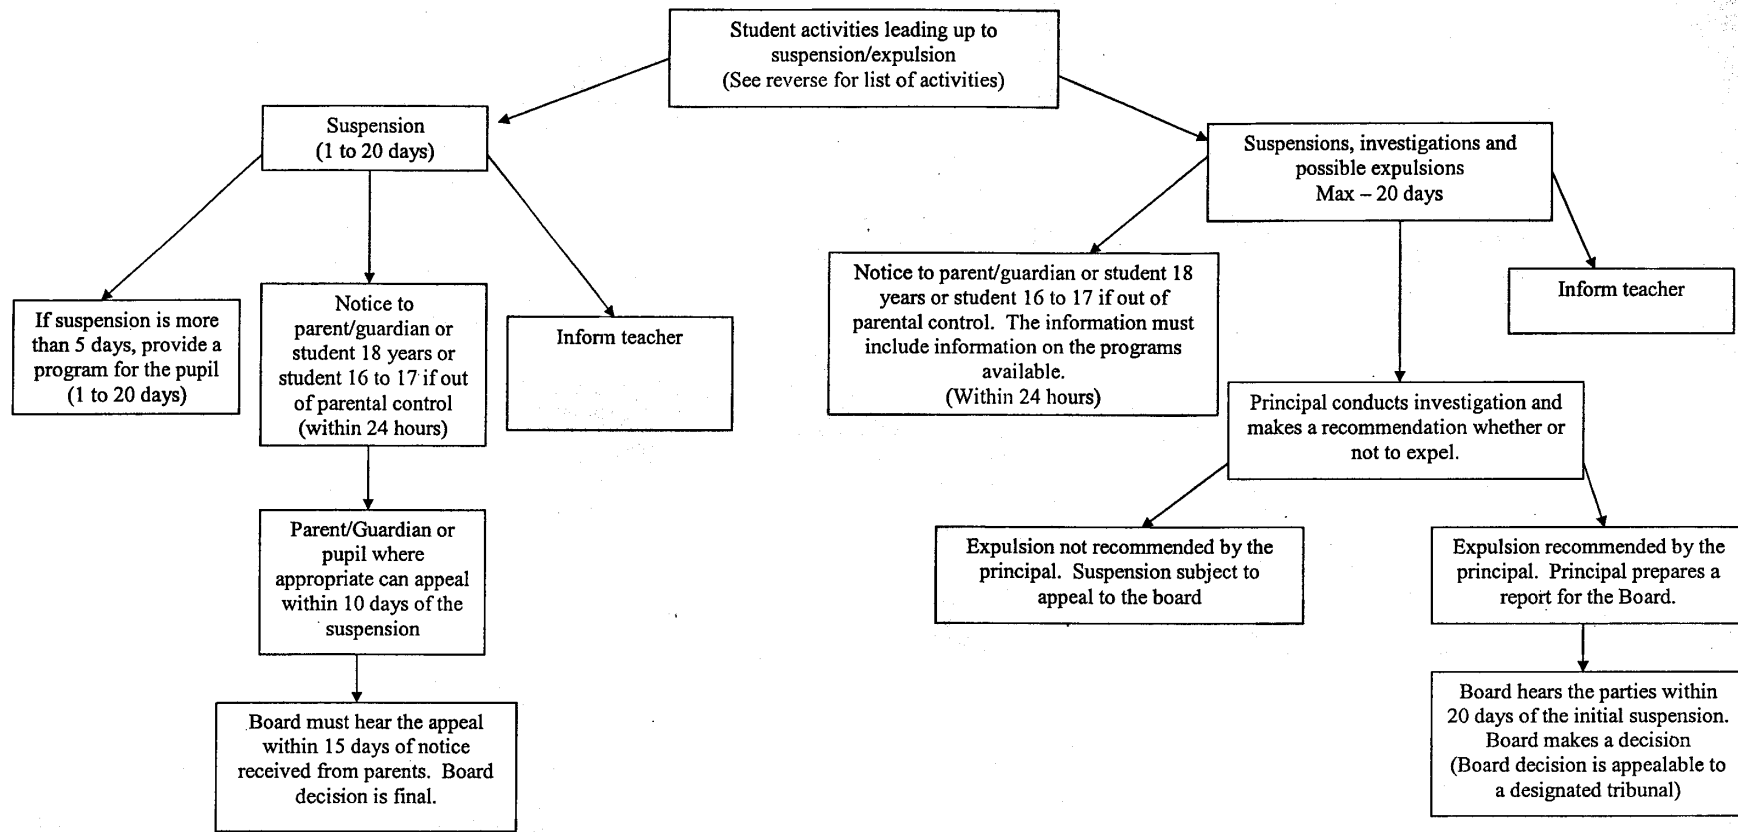 Student activities leading up to
suspension/expulsion
(See reverse for list of activities)
Suspension
(1 to 20 days)
Suspensions, investigations and
possible expulsions
Max – 20 days
If suspension is more
than 5 days, provide a
program for the pupil
(1 to 20 days)
Notice to
parent/guardian or
student 18 years or
student 16 to 17 if out
of parental control
(within 24 hours)
Inform teacher
Notice to parent/guardian or student 18
years or student 16 to 17 if out of
parental control.  The information must
include information on the programs
available.
(Within 24 hours)
Inform teacher
Principal conducts investigation and
makes a recommendation whether or
not to expel.
Parent/Guardian or
pupil where
appropriate can appeal
within 10 days of the
suspension
Expulsion not recommended by the
principal.  Suspension subject to
appeal to the board
Expulsion recommended by the
principal.  Principal prepares a
report for the Board.
Board must hear the appeal
within 15 days of notice
received from parents.  Board
decision is final.
Board hears the parties within
20 days of the initial suspension.
Board makes a decision
(Board decision is appealable to
a designated tribunal)